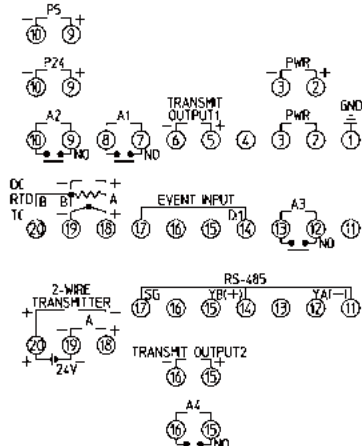 P5
− ⑩ ⑨ +
P24 PWR
− ⑩ ⑨ + − ③ ② +
A2 A1 TRANSMIT OUTPUT1 PWR GND
⑩ ⑨ NO ⑧ ⑦ NO − ⑥ ⑤ + ④ ③ ② ①
DC − +
RTD B B A EVENT INPUT A3
TC − + D1
⑳ ⑲ ⑱ ⑰ ⑯ ⑮ ⑭ ⑬ ⑫ NO ⑪
2-WIRE TRANSMITTER RS-485
+ − − A + SG YB(+) YA(−)
⑳ ⑲ ⑱ ⑰ ⑯ ⑮ ⑭ ⑬ ⑫ ⑪
+ 24V −
TRANSMIT OUTPUT2
− ⑯ ⑮ +
A4
⑯ ⑮ NO